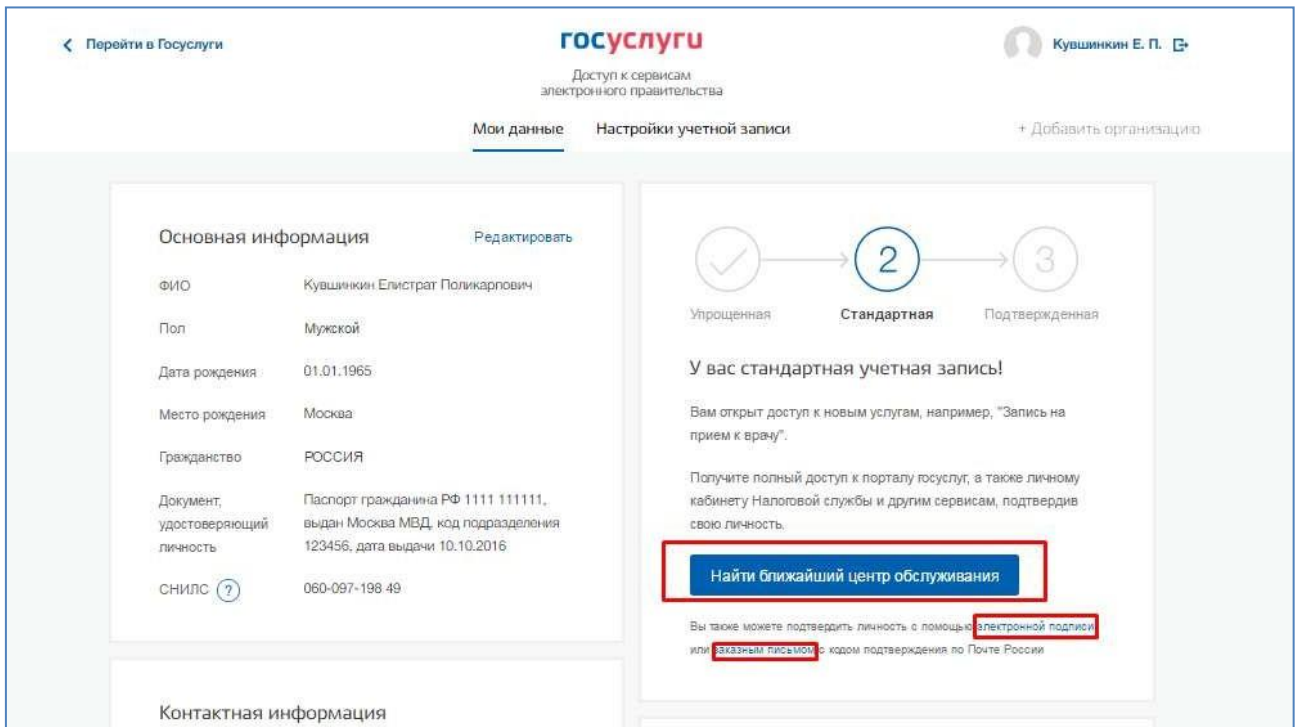 Перейти в Госуслуги
госуслуги
Кувшинкин Е. П.
Доступ к сервисам
электронного правительства
Мои данные
Настройки учетной записи
+ Добавить организацию
Основная информация
Редактировать
ФИО
Кувшинкин Елистрат Поликарпович
Пол
Мужской
Дата рождения
01.01.1965
Место рождения
Москва
Гражданство
РОССИЯ
Документ,
удостоверяющий
личность
Паспорт гражданина РФ 1111 111111,
выдан Москва МВД, код подразделения
123456, дата выдачи 10.10.2016
СНИЛС ?
060-097-198 49
Контактная информация
2
3
Упрощенная
Стандартная
Подтвержденная
У вас стандартная учетная запись!
Вам открыт доступ к новым услугам, например, "Запись на
прием к врачу".
Получите полный доступ к порталу госуслуг, а также личному
кабинету Налоговой службы и другим сервисам, подтвердив
свою личность.
Найти ближайший центр обслуживания
Вы также можете подтвердить личность с помощью электронной подписи
или заказным письмом с кодом подтверждения по Почте России